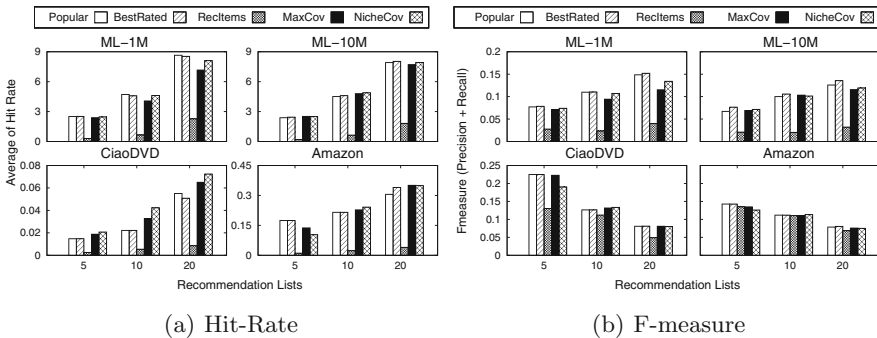 Popular BestRated RecItems MaxCov NicheCov
ML-1M ML-10M
9 9
6 6
3 3
0 0
CiaoDVD Amazon
0.08 0.45
0.06 0.3
0.04
0.02 0.15
0 0
5 10 20 5 10 20
Average of Hit Rate
Recommendation Lists
(a) Hit-Rate
Popular BestRated RecItems MaxCov NicheCov
ML-1M ML-10M
0.2
0.15
0.1
0.05
0
CiaoDVD Amazon
0.25
0.2
0.15
0.1
0.05
0
5 10 20 5 10 20
Fmeasure (Precision + Recall)
Recommendation Lists
(b) F-measure